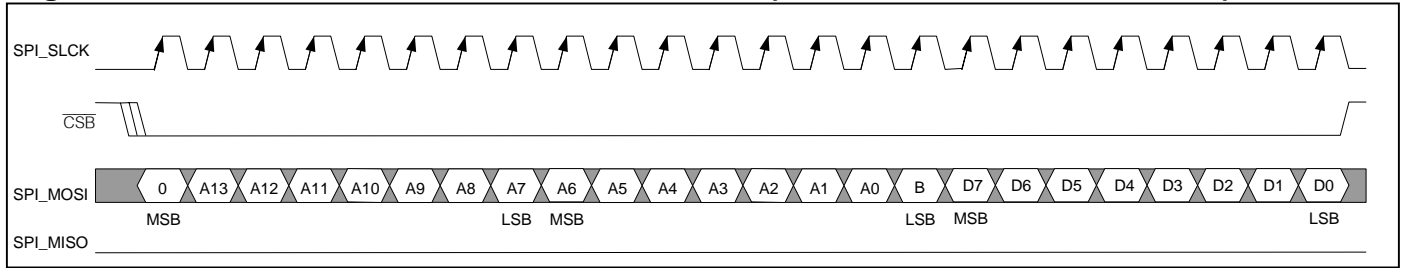 SPI_SLCK
CSB
SPI_MOSI 0 A13 A12 A11 A10 A9 A8 A7 A6 A5 A4 A3 A2 A1 A0 B D7 D6 D5 D4 D3 D2 D1 D0
MSB LSB MSB LSB MSB LSB
SPI_MISO